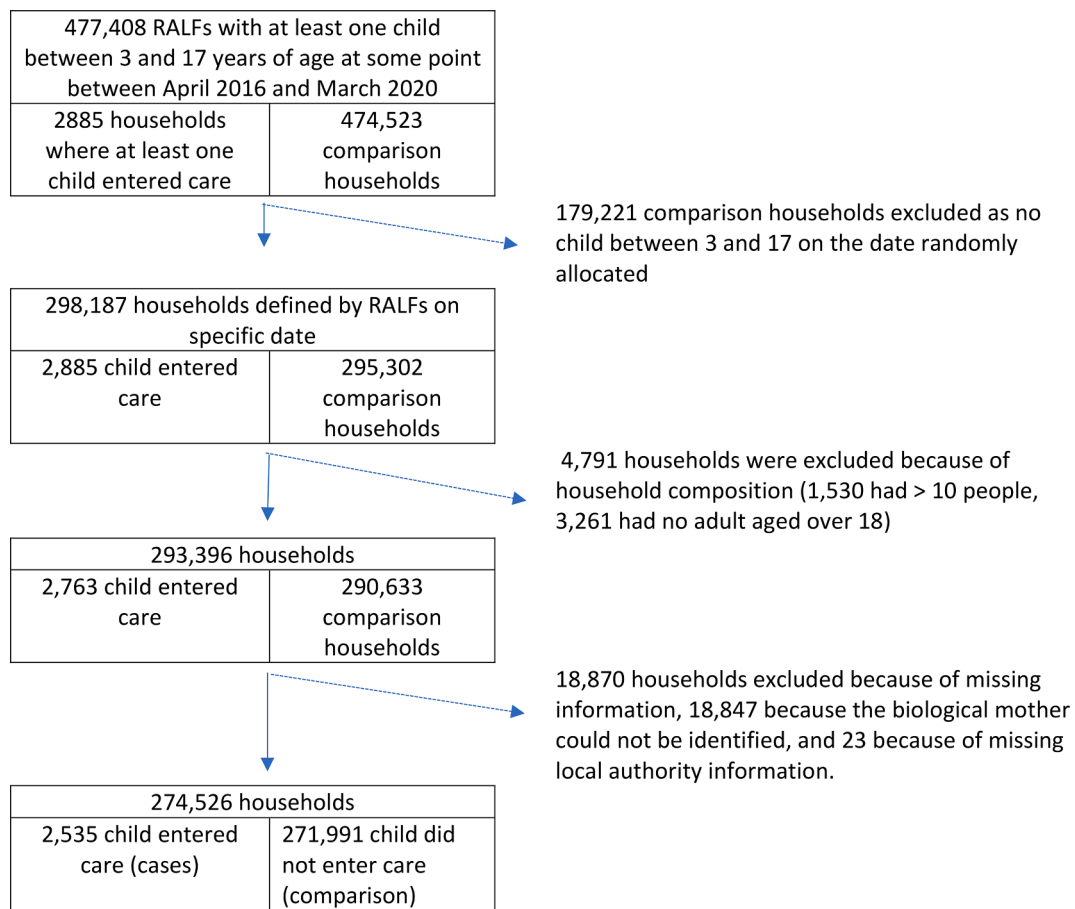 477,408 RALFs with at least one child
between 3 and 17 years of age at some point
between April 2016 and March 2020
2885 households
where at least one
child entered care
474,523
comparison
households
179,221 comparison households excluded as no
child between 3 and 17 on the date randomly
allocated
298,187 households defined by RALFs on
specific date
2,885 child entered
care
295,302
comparison
households
4,791 households were excluded because of
household composition (1,530 had > 10 people,
3,261 had no adult aged over 18)
293,396 households
2,763 child entered
care
290,633
comparison
households
18,870 households excluded because of missing
information, 18,847 because the biological mother
could not be identified, and 23 because of missing
local authority information.
274,526 households
2,535 child entered
care (cases)
271,991 child did
not enter care
(comparison)